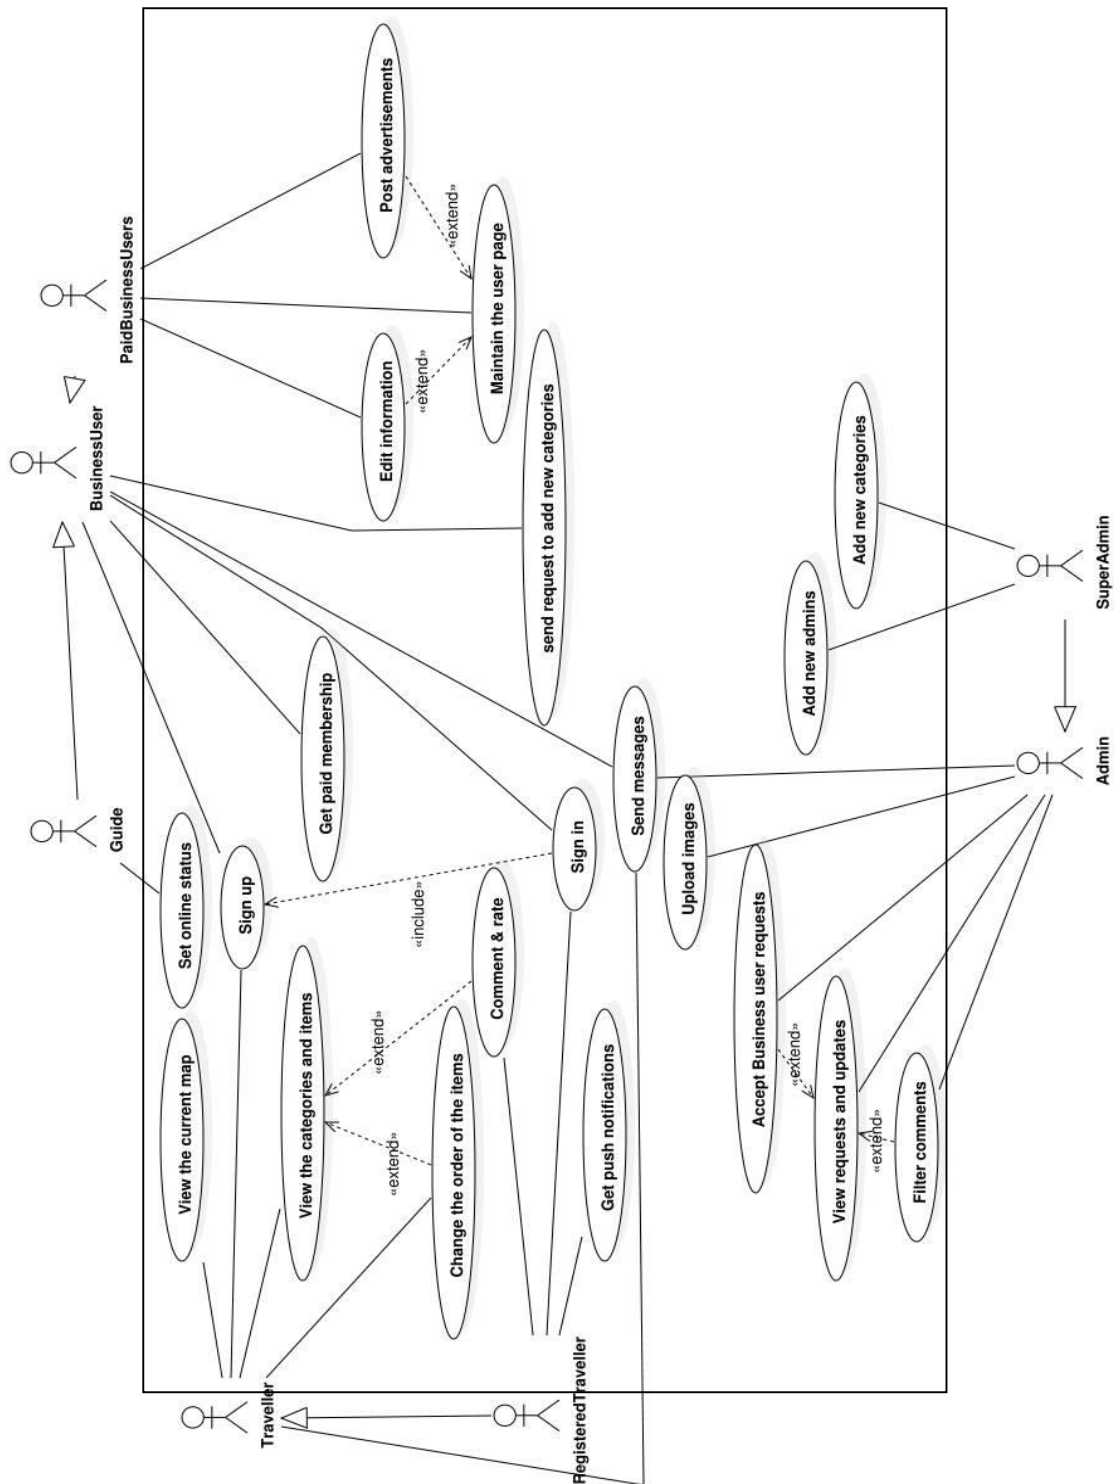 PaidBusinessUsers
BusinessUser
Guide
Traveller
RegisteredTraveller
Admin
SuperAdmin
Post advertisements
«extend»
Maintain the user page
Edit information
«extend»
send request to add new categories
Get paid membership
Set online status
Sign up
«include»
Sign in
Send messages
Upload images
View the current map
View the categories and items
«extend»
Comment & rate
«extend»
Change the order of the items
Get push notifications
Accept Business user requests
«extend»
View requests and updates
«extend»
Filter comments
Add new admins
Add new categories